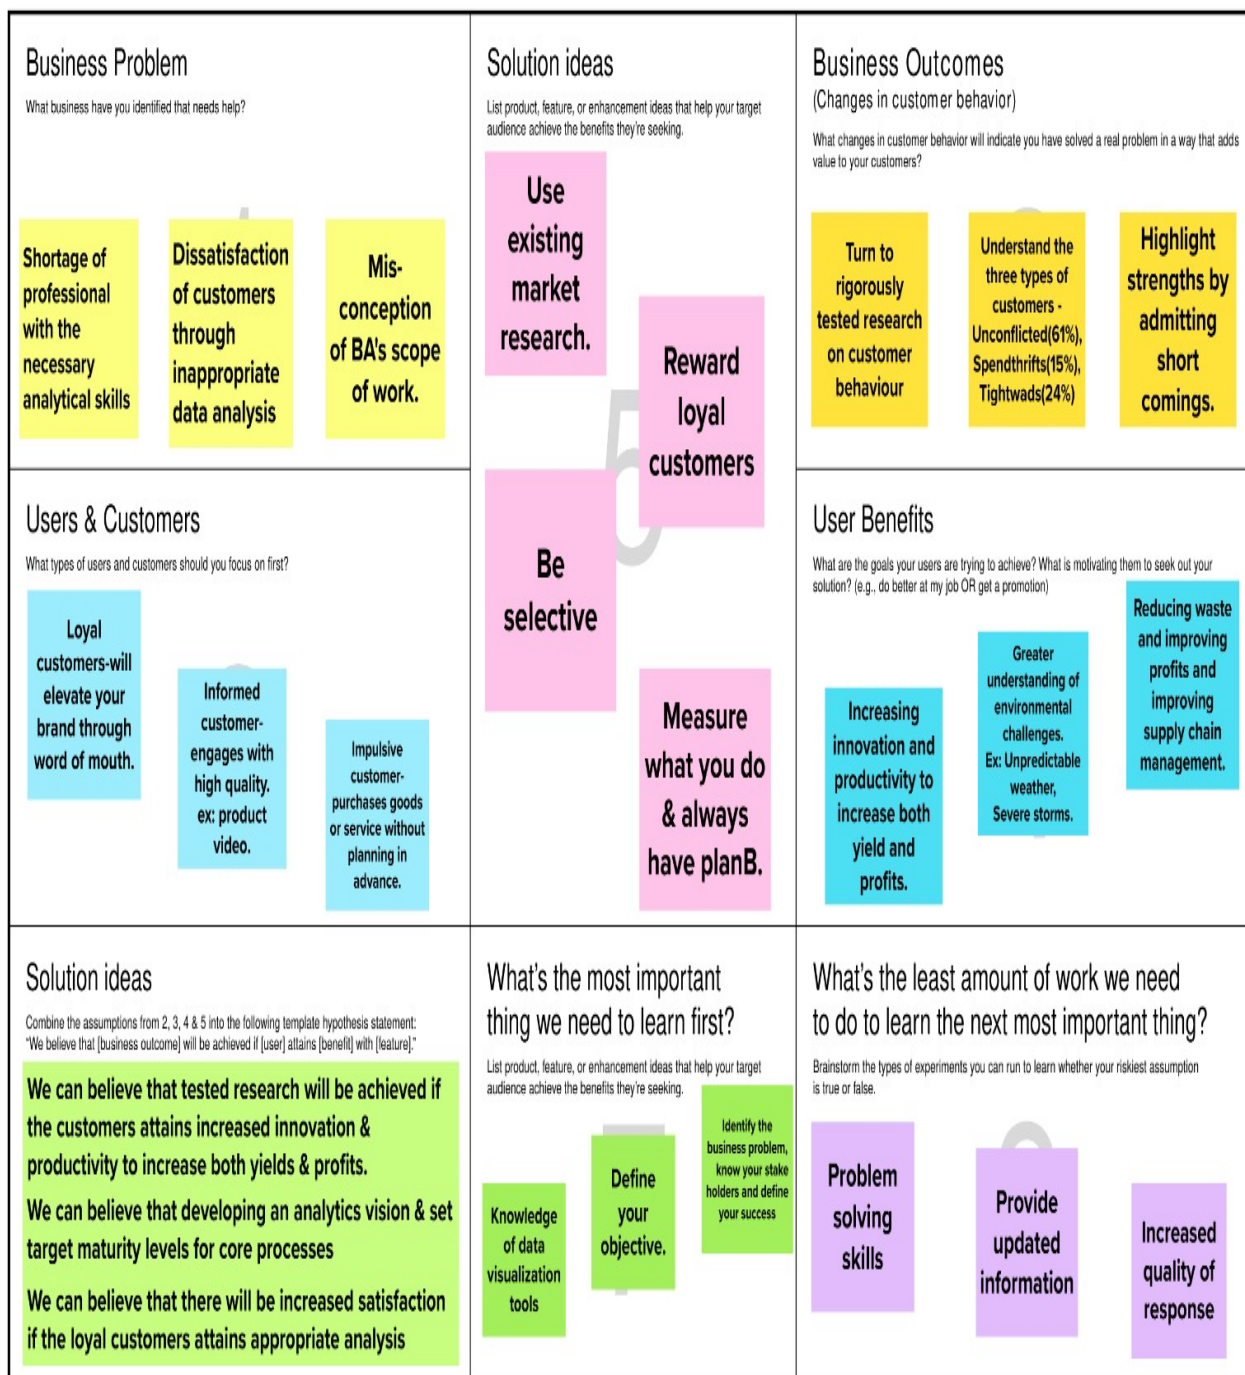 Business Problem
What business have you identified that needs help?
Shortage of
professional
with the
necessary
analytical skills
Dissatisfaction
of customers
through
inappropriate
data analysis
Mis-
conception
of BA's scope
of work.
Solution ideas
List product, feature, or enhancement ideas that help your target
audience achieve the benefits they're seeking.
Use
existing
market
research.
Reward
loyal
customers
5
Be
selective
Measure
what you do
& always
have planB.
Business Outcomes
(Changes in customer behavior)
What changes in customer behavior will indicate you have solved a real problem in a way that adds
value to your customers?
Turn to
rigorously
tested research
on customer
behaviour
Understand the
three types of
customers -
Unconflicted(61%),
Spendthrifts(15%),
Tightwads(24%)
Highlight
strengths by
admitting
short
comings.
Users & Customers
What types of users and customers should you focus on first?
Loyal
customers-will
elevate your
brand through
word of mouth.
Informed
customer-
engages with
high quality.
ex: product
video.
Impulsive
customer-
purchases goods
or service without
planning in
advance.
User Benefits
What are the goals your users are trying to achieve? What is motivating them to seek out your
solution? (e.g., do better at my job OR get a promotion)
Increasing
innovation and
productivity to
increase both
yield and
profits.
Greater
understanding of
environmental
challenges.
Ex: Unpredictable
weather,
Severe storms.
Reducing waste
and improving
profits and
improving
supply chain
management.
Solution ideas
Combine the assumptions from 2, 3, 4 & 5 into the following template hypothesis statement:
"We believe that [business outcome] will be achieved if [user] attains [benefit] with [feature]."
We can believe that tested research will be achieved if
the customers attains increased innovation &
productivity to increase both yields & profits.
We can believe that developing an analytics vision & set
target maturity levels for core processes
We can believe that there will be increased satisfaction
if the loyal customers attains appropriate analysis
What's the most important
thing we need to learn first?
List product, feature, or enhancement ideas that help your target
audience achieve the benefits they're seeking.
Knowledge
of data
visualization
tools
Define
your
objective.
Identify the
business problem,
know your stake
holders and define
your success
What's the least amount of work we need
to do to learn the next most important thing?
Brainstorm the types of experiments you can run to learn whether your riskiest assumption
is true or false.
Problem
solving
skills
Provide
updated
information
Increased
quality of
response